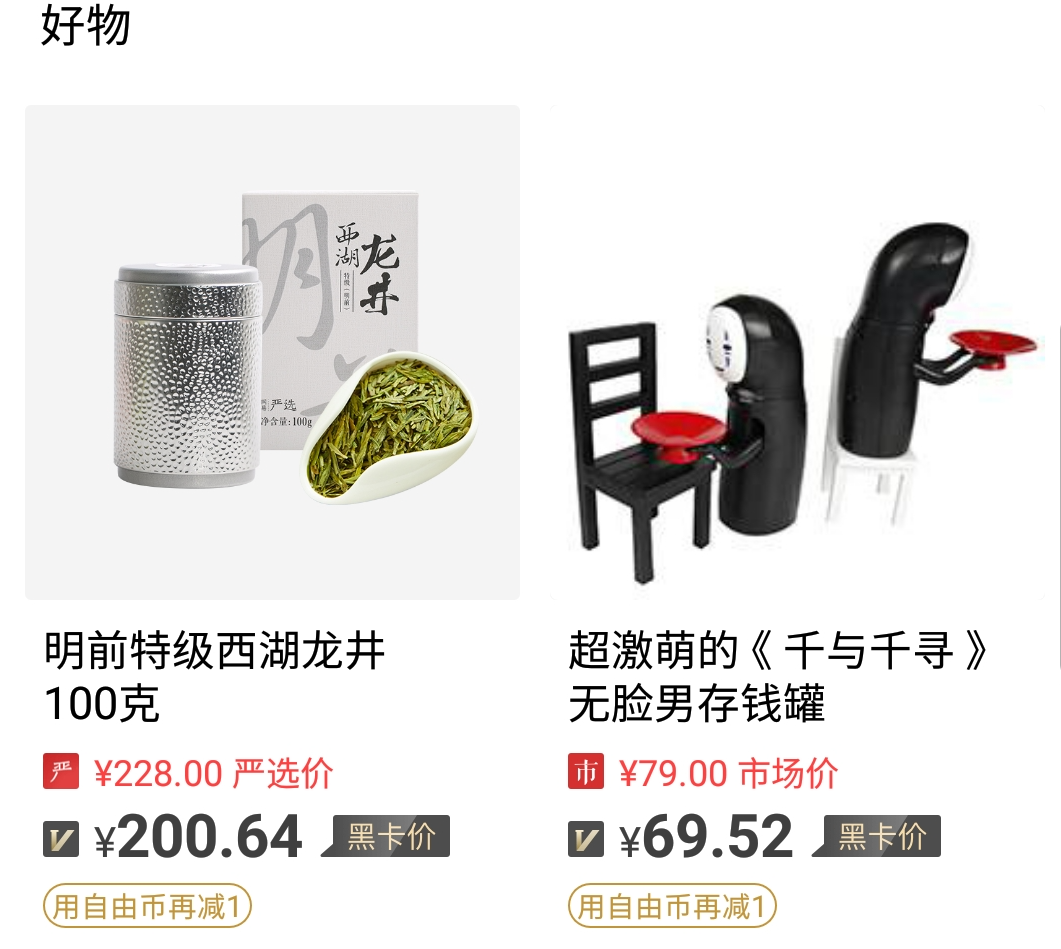 好物
明
西湖
龙井
特级（明前）
严选
净含量:100g
明前特级西湖龙井
100克
严 ¥228.00 严选价
V ¥200.64 黑卡价
用自由币再减1
超激萌的《 千与千寻 》
无脸男存钱罐
市 ¥79.00 市场价
V ¥69.52 黑卡价
用自由币再减1